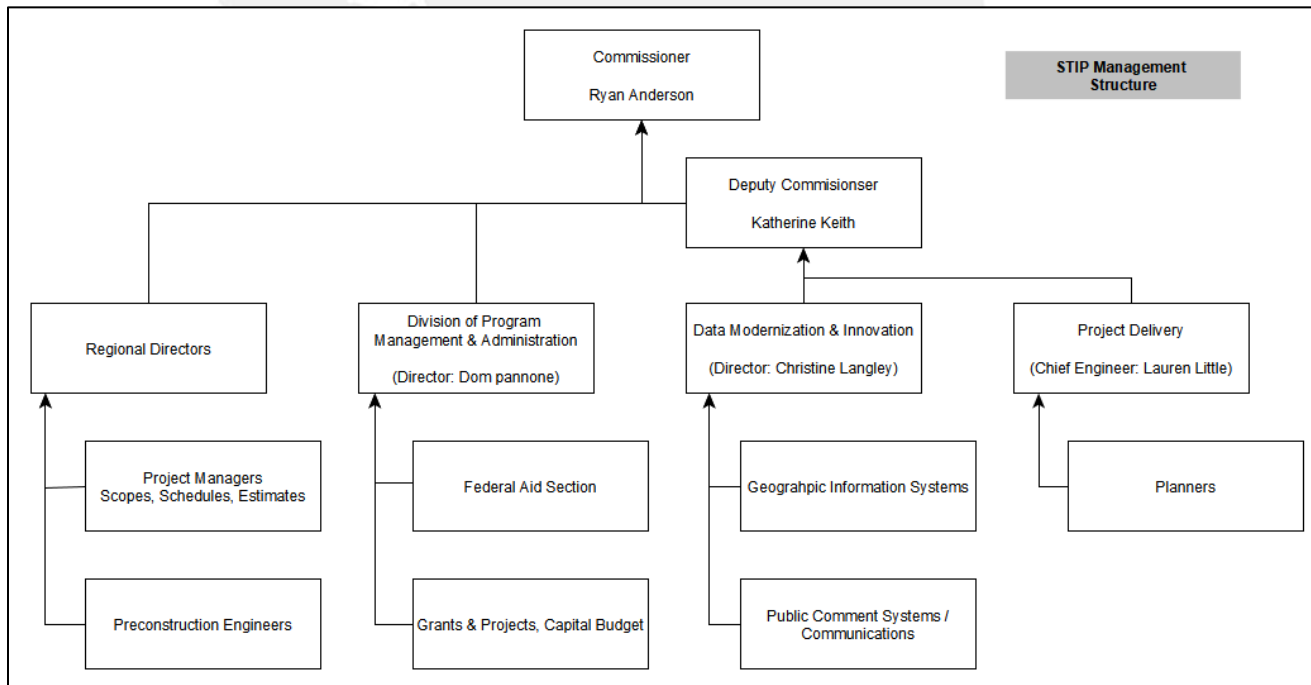 Commissioner
Ryan Anderson
STIP Management
Structure
Deputy Commisionser
Katherine Keith
Regional Directors
Division of Program
Management & Administration
(Director: Dom pannone)
Data Modernization & Innovation
(Director: Christine Langley)
Project Delivery
(Chief Engineer: Lauren Little)
Project Managers
Scopes, Schedules, Estimates
Federal Aid Section
Geograhpic Information Systems
Planners
Preconstruction Engineers
Grants & Projects, Capital Budget
Public Comment Systems /
Communications